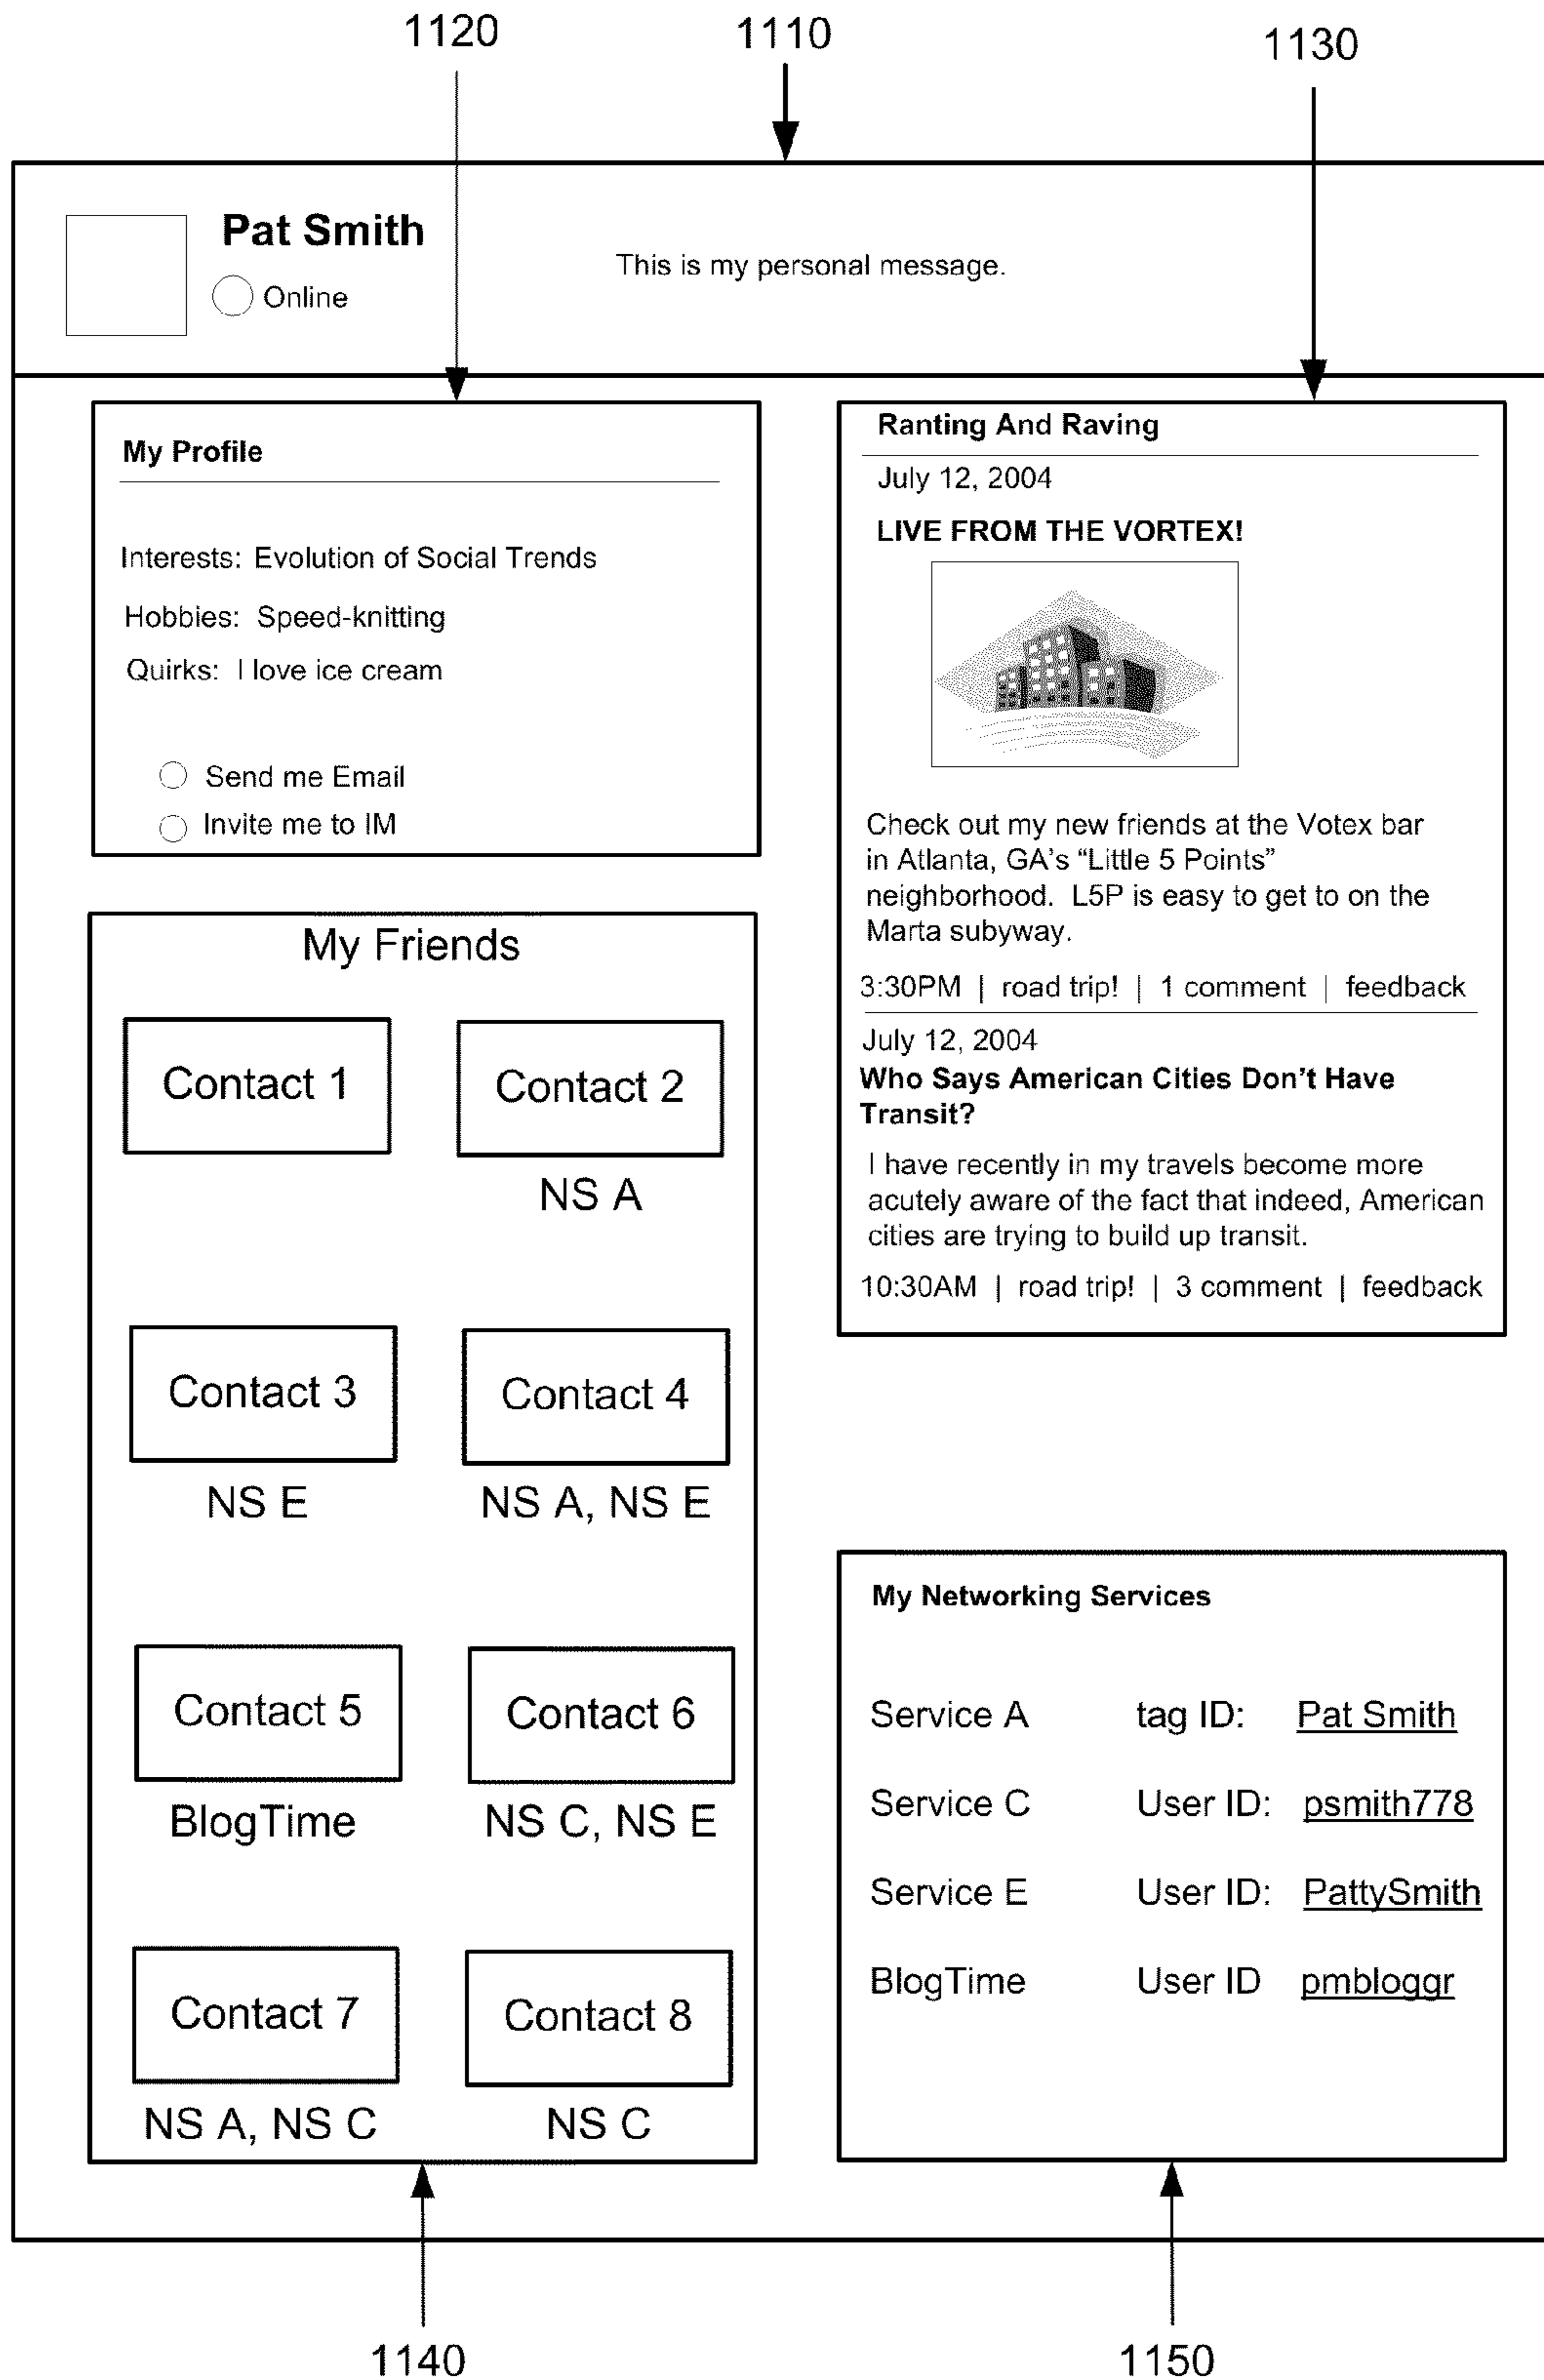 1120
1110
1130
Pat Smith
Online
This is my personal message.
My Profile
Interests: Evolution of Social Trends
Hobbies: Speed-knitting
Quirks: I love ice cream
Send me Email
Invite me to IM
Ranting And Raving
July 12, 2004
LIVE FROM THE VORTEX!
Check out my new friends at the Votex bar
in Atlanta, GA's “Little 5 Points”
neighborhood. L5P is easy to get to on the
Marta subyway.
3:30PM | road trip! | 1 comment | feedback
July 12, 2004
Who Says American Cities Don't Have
Transit?
I have recently in my travels become more
acutely aware of the fact that indeed, American
cities are trying to build up transit.
10:30AM | road trip! | 3 comment | feedback
My Friends
Contact 1
Contact 2
NS A
Contact 3
Contact 4
NS E
NS A, NS E
Contact 5
Contact 6
BlogTime
NS C, NS E
Contact 7
Contact 8
NS A, NS C
NS C
My Networking Services
Service A tag ID: Pat Smith
Service C User ID: psmith778
Service E User ID: PattySmith
BlogTime User ID pmbloggr
1140
1150